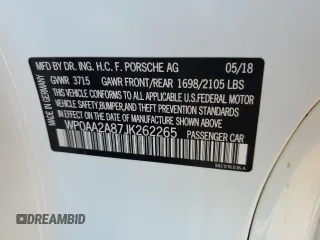 MFD BY DR. ING. H.C. F. PORSCHE AG 05/18
GVWR 3715 GAWR FRONT/REAR 1698/2105 LBS
THIS VEHICLE CONFORMS TO ALL APPLICABLE U.S.FEDERAL MOTOR
VEHICLE SAFETY,BUMPER,AND THEFT PREVENTION STANDARDS IN
EFFECT ON THE DATE OF MANUFACTURE SHOWN ABOVE.
WP0AA2A87JK262265 PASSENGER CAR
GERMANY
DREAMBID